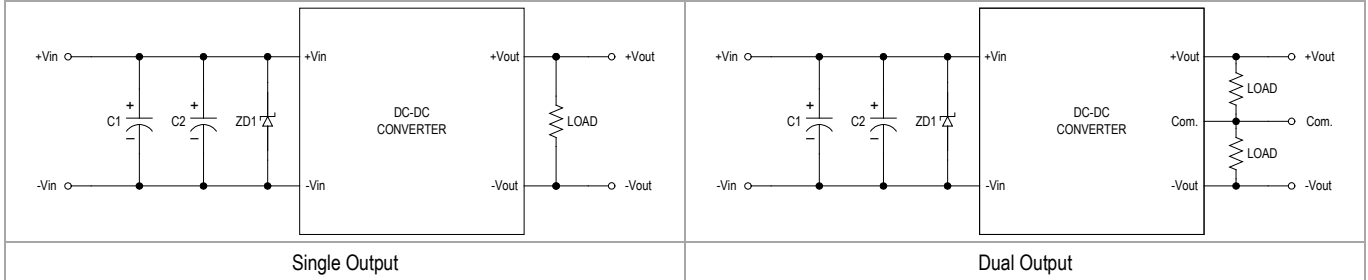 +Vin +Vin +Vout +Vout
+ +
C1 C2 ZD1 DC-DC LOAD
CONVERTER
− −
-Vin -Vin -Vout -Vout
Single Output
+Vin +Vin +Vout +Vout
LOAD
+ +
C1 C2 ZD1 DC-DC Com. Com.
CONVERTER
− −
LOAD
-Vin -Vin -Vout -Vout
Dual Output